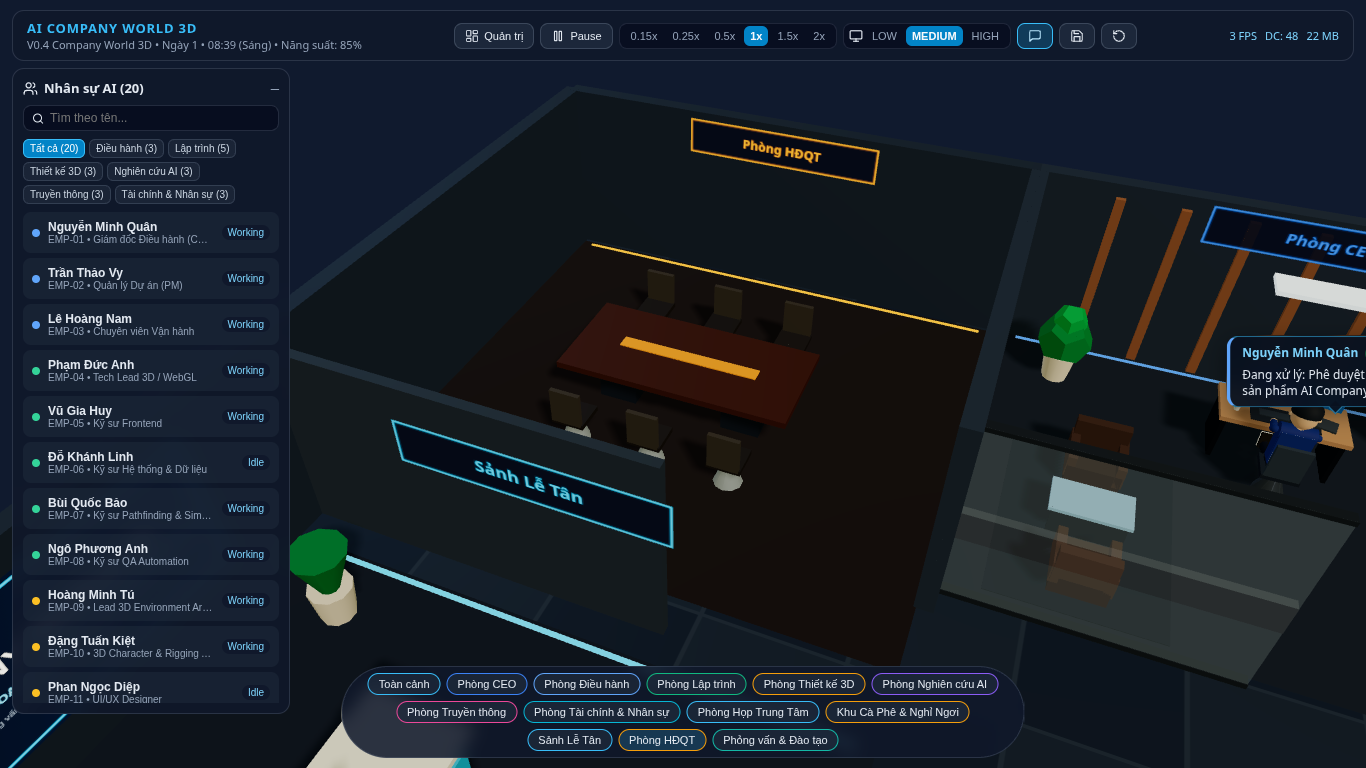 AI COMPANY WORLD 3D
V0.4 Company World 3D • Ngày 1 • 08:39 (Sáng) • Năng suất: 85%
Quản trị
Pause
0.15x 0.25x 0.5x 1x 1.5x 2x
LOW MEDIUM HIGH
3 FPS DC: 48 22 MB
Nhân sự AI (20)
Tìm theo tên...
Tất cả (20) Điều hành (3) Lập trình (5)
Thiết kế 3D (3) Nghiên cứu AI (3)
Truyền thông (3) Tài chính & Nhân sự (3)
Nguyễn Minh Quân
EMP-01 • Giám đốc Điều hành (C...
Working
Trần Thảo Vy
EMP-02 • Quản lý Dự án (PM)
Working
Lê Hoàng Nam
EMP-03 • Chuyên viên Vận hành
Working
Phạm Đức Anh
EMP-04 • Tech Lead 3D / WebGL
Working
Vũ Gia Huy
EMP-05 • Kỹ sư Frontend
Working
Đỗ Khánh Linh
EMP-06 • Kỹ sư Hệ thống & Dữ liệu
Idle
Bùi Quốc Bảo
EMP-07 • Kỹ sư Pathfinding & Sim...
Working
Ngô Phương Anh
EMP-08 • Kỹ sư QA Automation
Working
Hoàng Minh Tú
EMP-09 • Lead 3D Environment Ar...
Working
Đặng Tuấn Kiệt
EMP-10 • 3D Character & Rigging ...
Working
Phan Ngọc Diệp
EMP-11 • UI/UX Designer
Idle
Phòng HĐQT
Phòng CE
Nguyễn Minh Quân
Đang xử lý: Phê duyệt
sản phẩm AI Company
Sảnh Lễ Tân
Toàn cảnh Phòng CEO Phòng Điều hành Phòng Lập trình Phòng Thiết kế 3D Phòng Nghiên cứu AI
Phòng Truyền thông Phòng Tài chính & Nhân sự Phòng Họp Trung Tâm Khu Cà Phê & Nghỉ Ngơi
Sảnh Lễ Tân Phòng HĐQT Phỏng vấn & Đào tạo